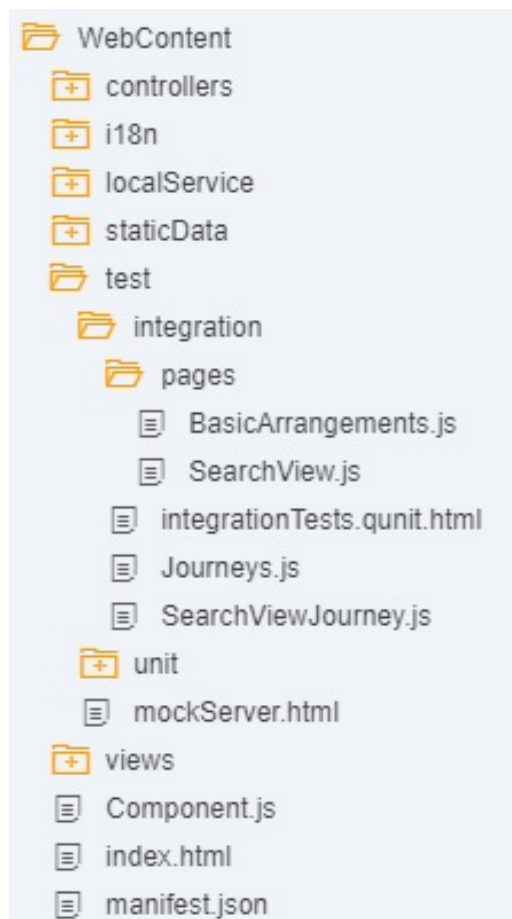 WebContent
controllers
i18n
localService
staticData
test
integration
pages
BasicArrangements.js
SearchView.js
integrationTests.qunit.html
Journeys.js
SearchViewJourney.js
unit
mockServer.html
views
Component.js
index.html
manifest.json